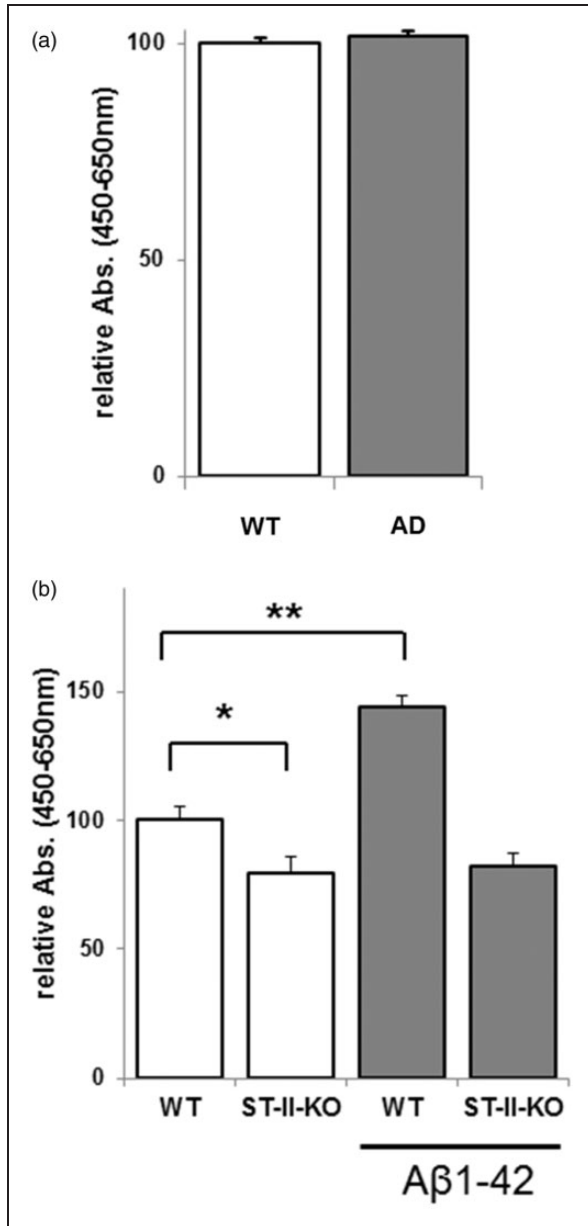 (a)
relative Abs. (450-650nm)
100
50
0
WT AD
(b)
relative Abs. (450-650nm)
**
*
150
100
50
0
WT ST-II-KO WT ST-II-KO
Aβ1-42